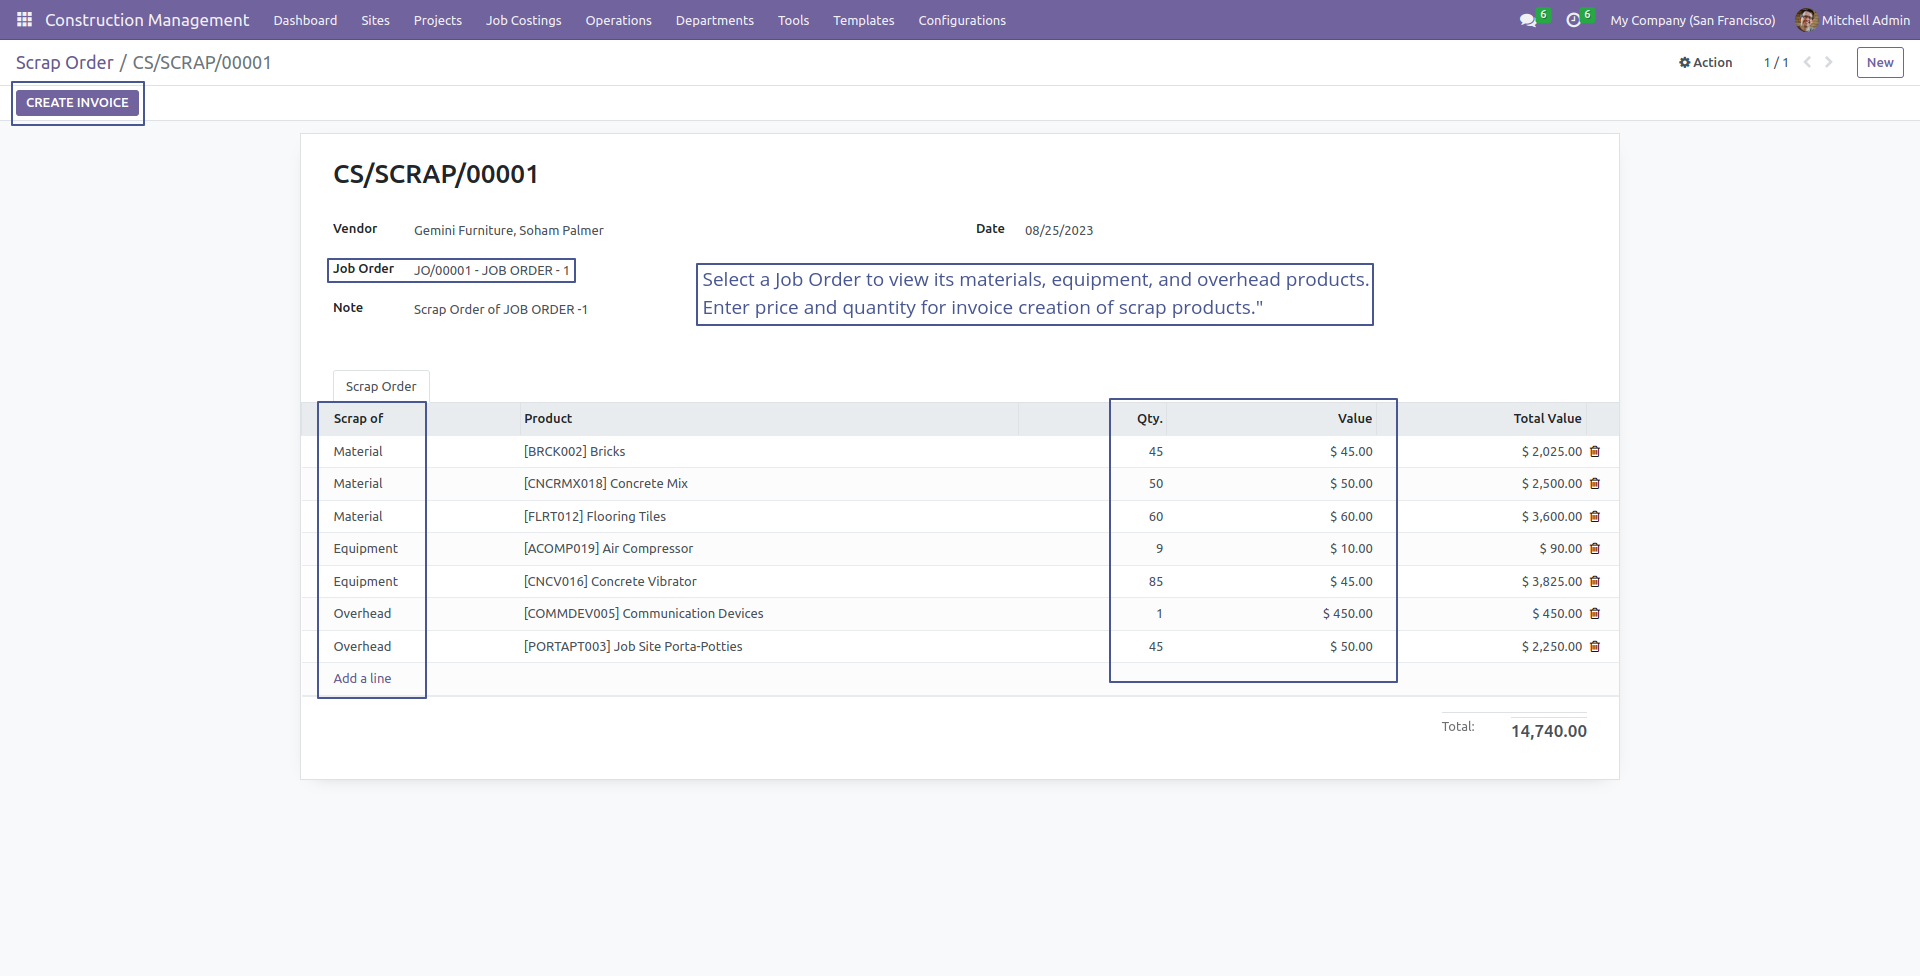 Construction Management Dashboard Sites Projects Job Costings Operations Departments Tools Templates Configurations 6 6 My Company (San Francisco) Mitchell Admin
Scrap Order / CS/SCRAP/00001 Action 1 / 1 New
CREATE INVOICE
CS/SCRAP/00001
Vendor Gemini Furniture, Soham Palmer Date 08/25/2023
Job Order JO/00001 - JOB ORDER - 1
Select a Job Order to view its materials, equipment, and overhead products.
Enter price and quantity for invoice creation of scrap products."
Note Scrap Order of JOB ORDER -1
Scrap Order
Scrap of Product Qty. Value Total Value
Material [BRCK002] Bricks 45 $ 45.00 $ 2,025.00
Material [CNCRMX018] Concrete Mix 50 $ 50.00 $ 2,500.00
Material [FLRT012] Flooring Tiles 60 $ 60.00 $ 3,600.00
Equipment [ACOMP019] Air Compressor 9 $ 10.00 $ 90.00
Equipment [CNCV016] Concrete Vibrator 85 $ 45.00 $ 3,825.00
Overhead [COMMDEV005] Communication Devices 1 $ 450.00 $ 450.00
Overhead [PORTAPT003] Job Site Porta-Potties 45 $ 50.00 $ 2,250.00
Add a line
Total: 14,740.00